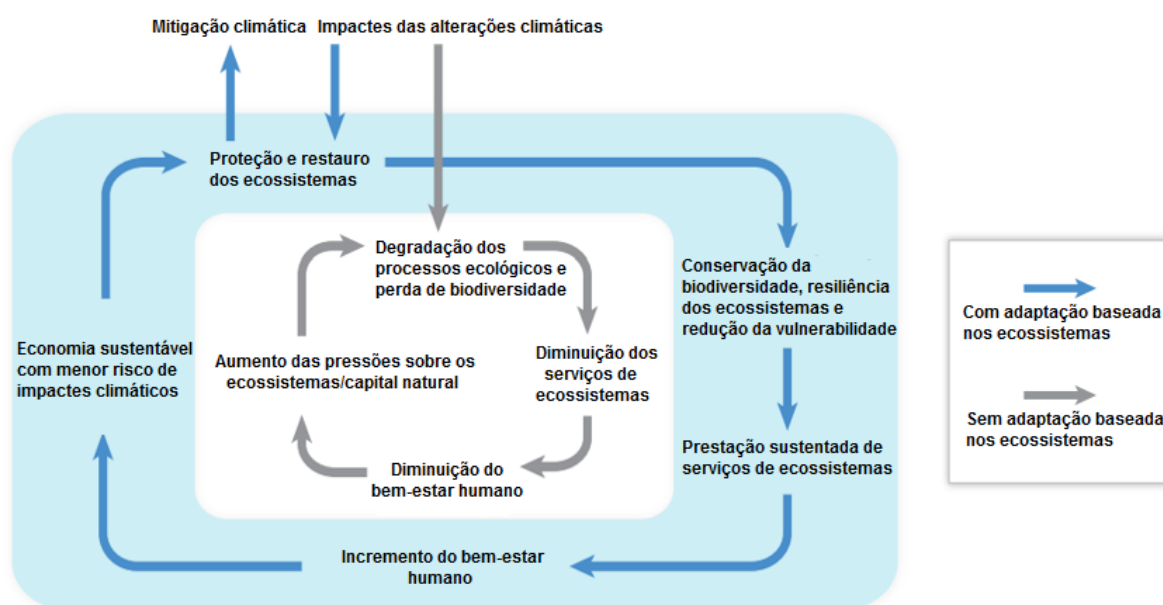 Mitigação climática
Impactes das alterações climáticas
Proteção e restauro
dos ecossistemas
Degradação dos
processos ecológicos e
perda de biodiversidade
Conservação da
biodiversidade, resiliência
dos ecossistemas e
redução da vulnerabilidade
Economia sustentável
com menor risco de
impactes climáticos
Aumento das pressões sobre os
ecossistemas/capital natural
Diminuição dos
serviços de
ecossistemas
Prestação sustentada de
serviços de ecossistemas
Diminuição do
bem-estar humano
Incremento do bem-estar
humano
Com adaptação baseada
nos ecossistemas
Sem adaptação baseada
nos ecossistemas